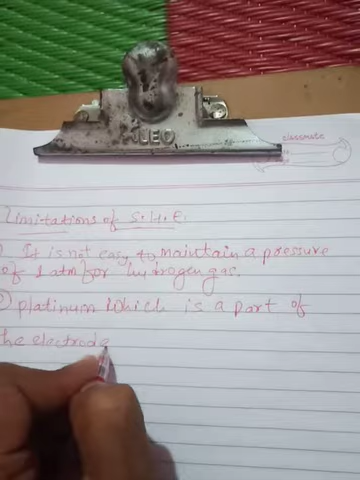 LEO
classmate
Limitations of S.H.E.
It is not easy to maintain a pressure
of 1 atm for hydrogen gas.
② platinum which is a part of
the electrode